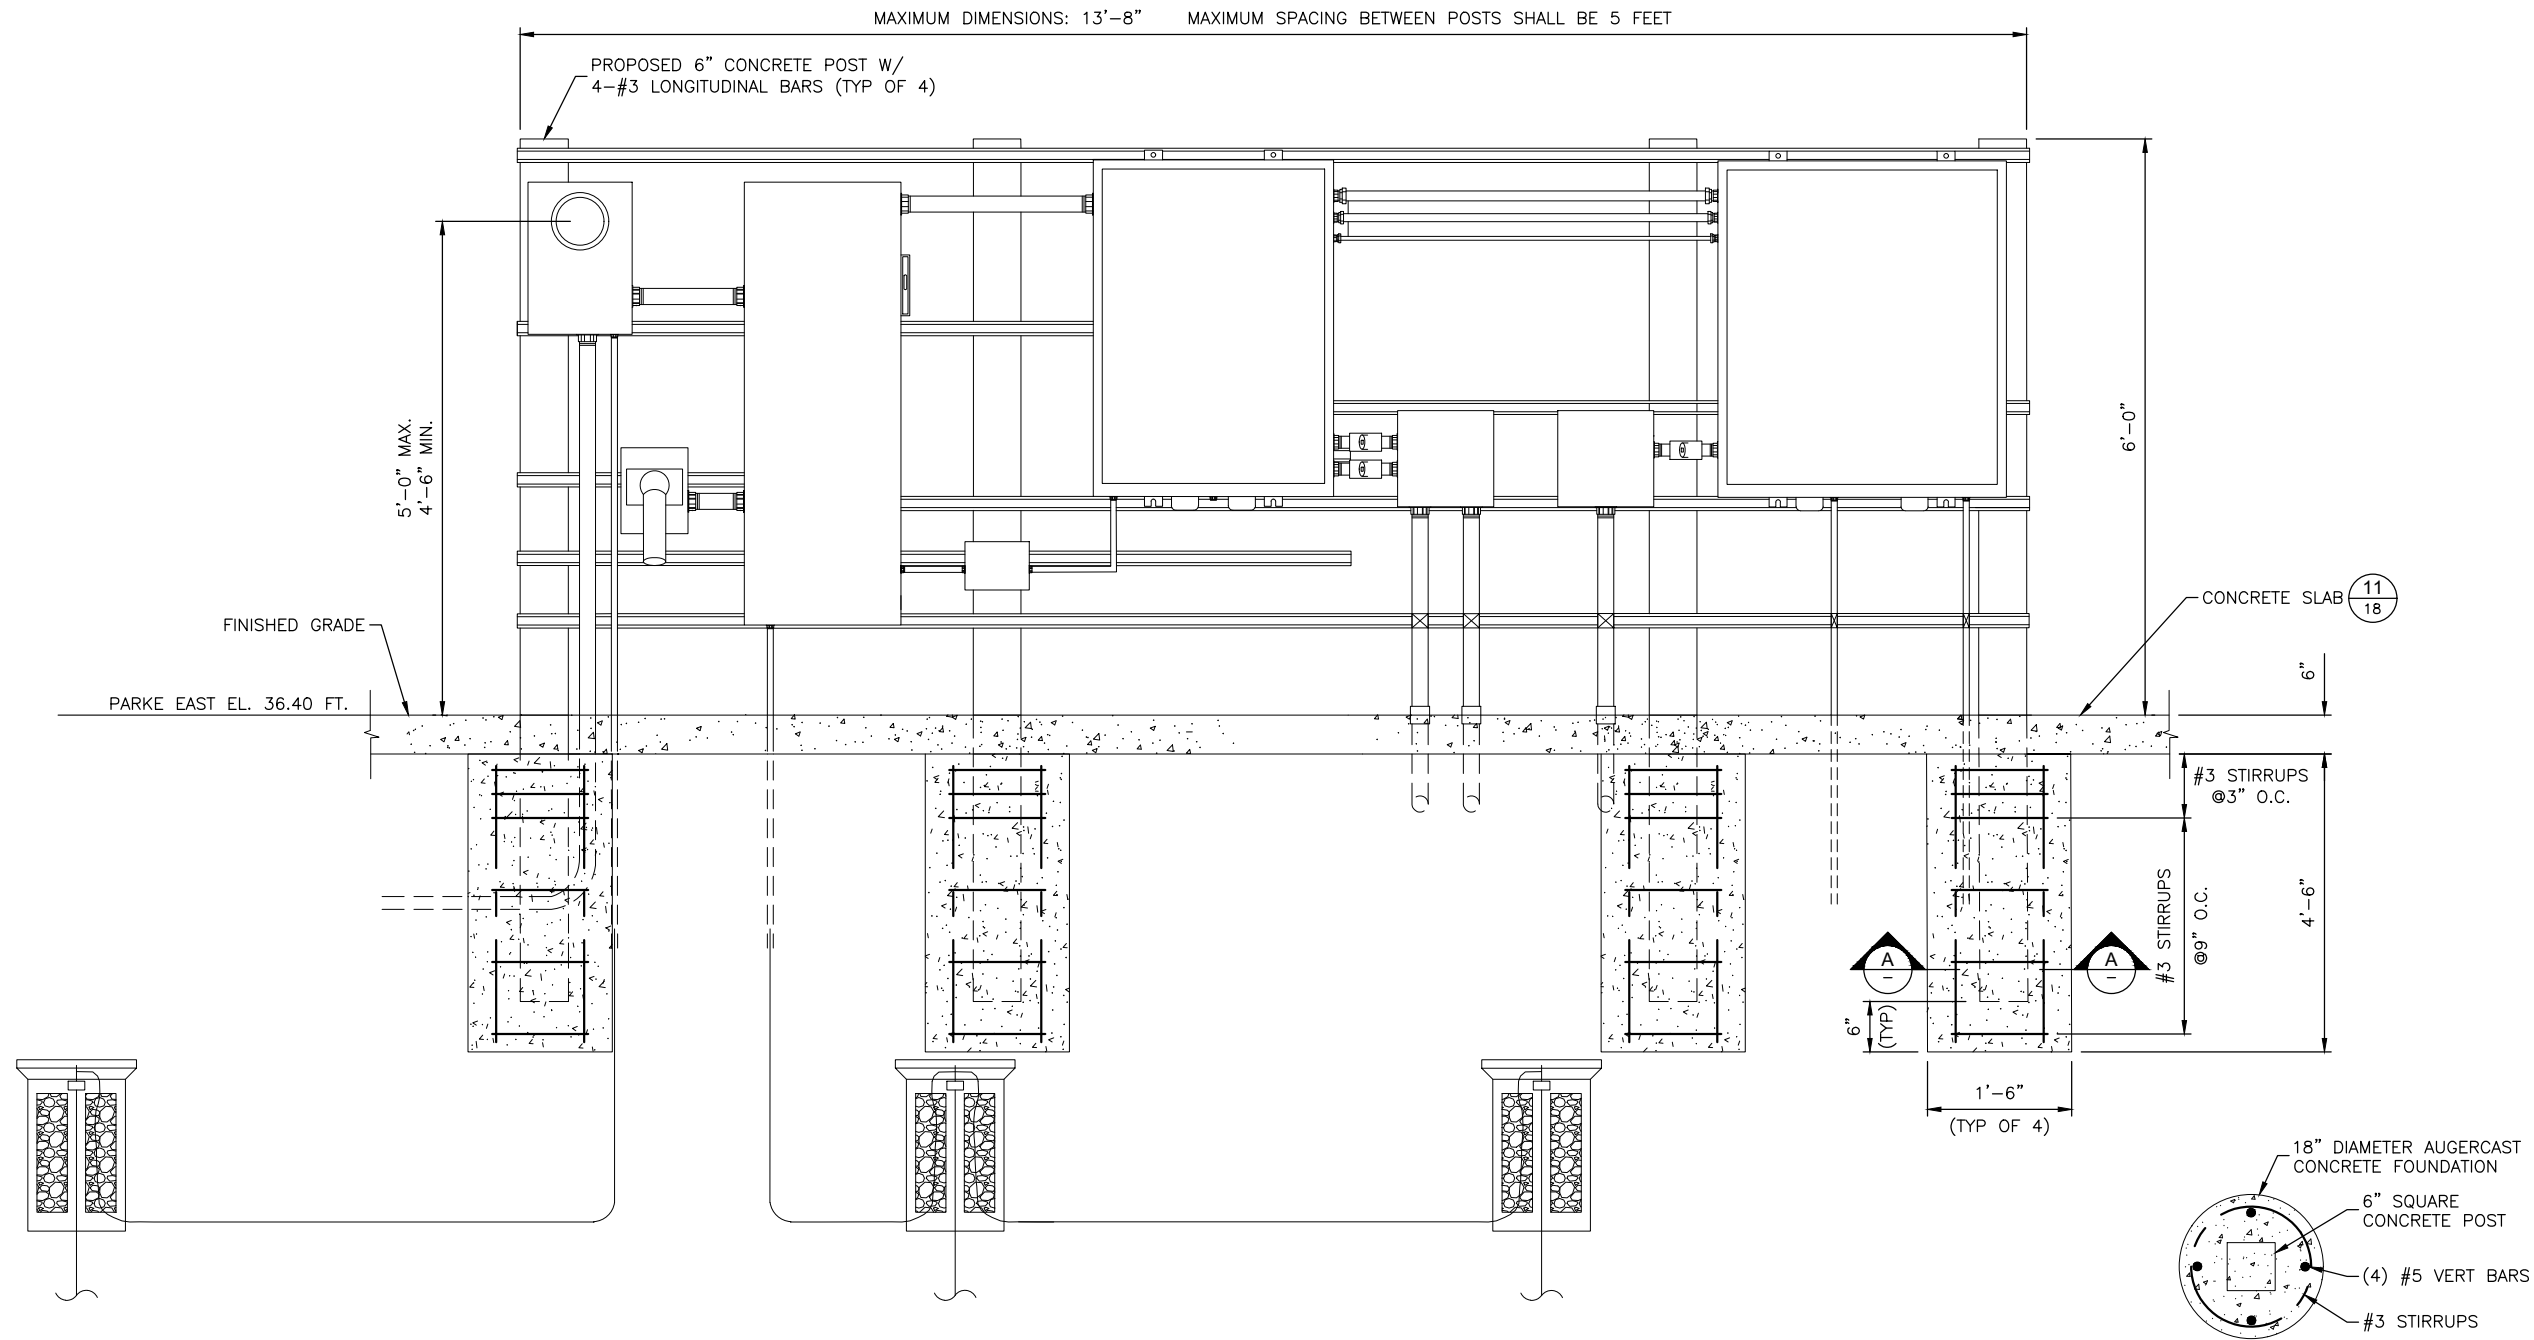 MAXIMUM DIMENSIONS: 13'-8" MAXIMUM SPACING BETWEEN POSTS SHALL BE 5 FEET
PROPOSED 6" CONCRETE POST W/
4-#3 LONGITUDINAL BARS (TYP OF 4)
5'-0" MAX.
4'-6" MIN.
6'-0"
FINISHED GRADE
CONCRETE SLAB
11
18
6"
PARKE EAST EL. 36.40 FT.
#3 STIRRUPS
@3" O.C.
#3 STIRRUPS
@9" O.C.
4'-6"
A
-
A
-
6"
(TYP)
1'-6"
(TYP OF 4)
18" DIAMETER AUGERCAST
CONCRETE FOUNDATION
6" SQUARE
CONCRETE POST
(4) #5 VERT BARS
#3 STIRRUPS